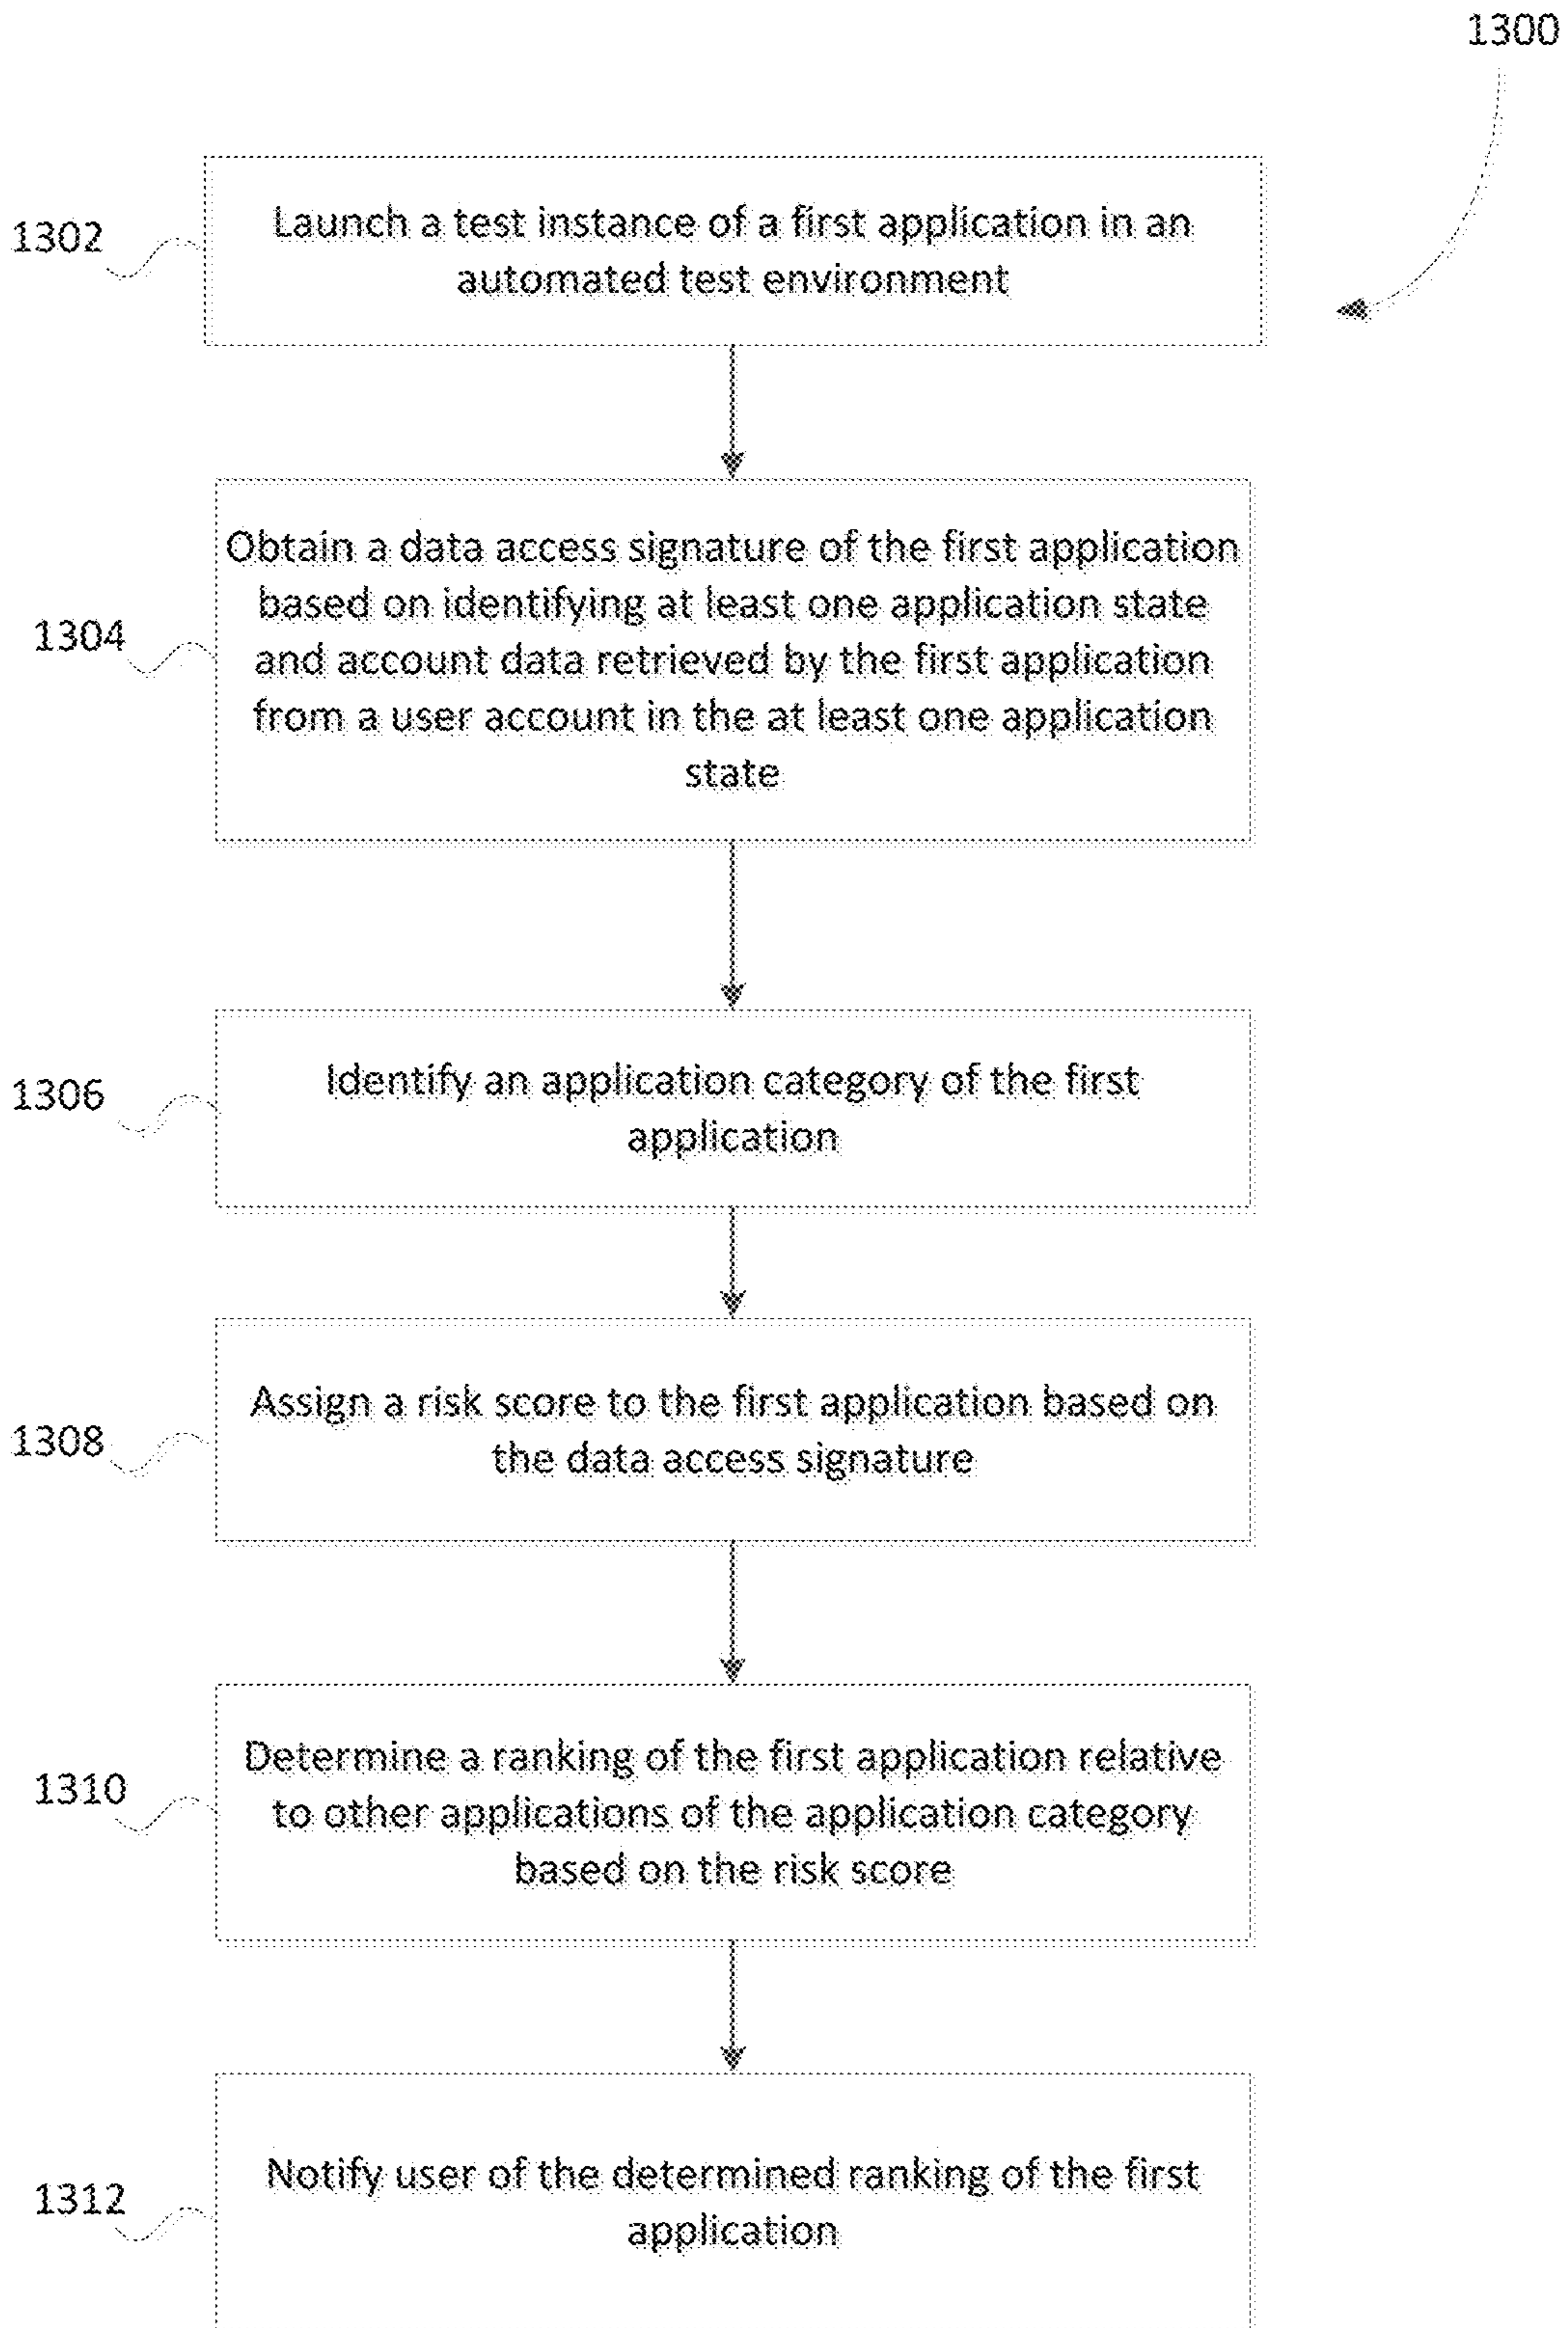 1300
1302
Launch a test instance of a first application in an
automated test environment
1304
Obtain a data access signature of the first application
based on identifying at least one application state
and account data retrieved by the first application
from a user account in the at least one application
state
1306
Identify an application category of the first
application
1308
Assign a risk score to the first application based on
the data access signature
1310
Determine a ranking of the first application relative
to other applications of the application category
based on the risk score
1312
Notify user of the determined ranking of the first
application